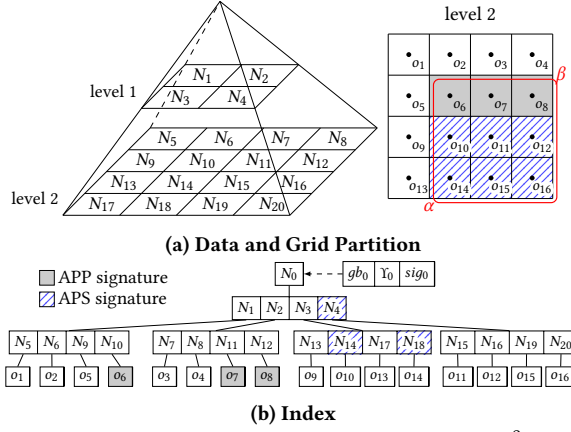 level 2
level 1
N1 N2
N3 N4
N5 N6 N7 N8
N9 N10 N11 N12
N13 N14 N15 N16
N17 N18 N19 N20
level 2
o1 o2 o3 o4
β
o5 o6 o7 o8
o9 o10 o11 o12
o13 o14 o15 o16
α
(a) Data and Grid Partition
APP signature
APS signature
N0 gb0 ϒ0 sig0
N1 N2 N3 N4
N5 N6 N9 N10 N7 N8 N11 N12 N13 N14 N17 N18 N15 N16 N19 N20
o1 o2 o5 o6 o3 o4 o7 o8 o9 o10 o13 o14 o11 o12 o15 o16
(b) Index